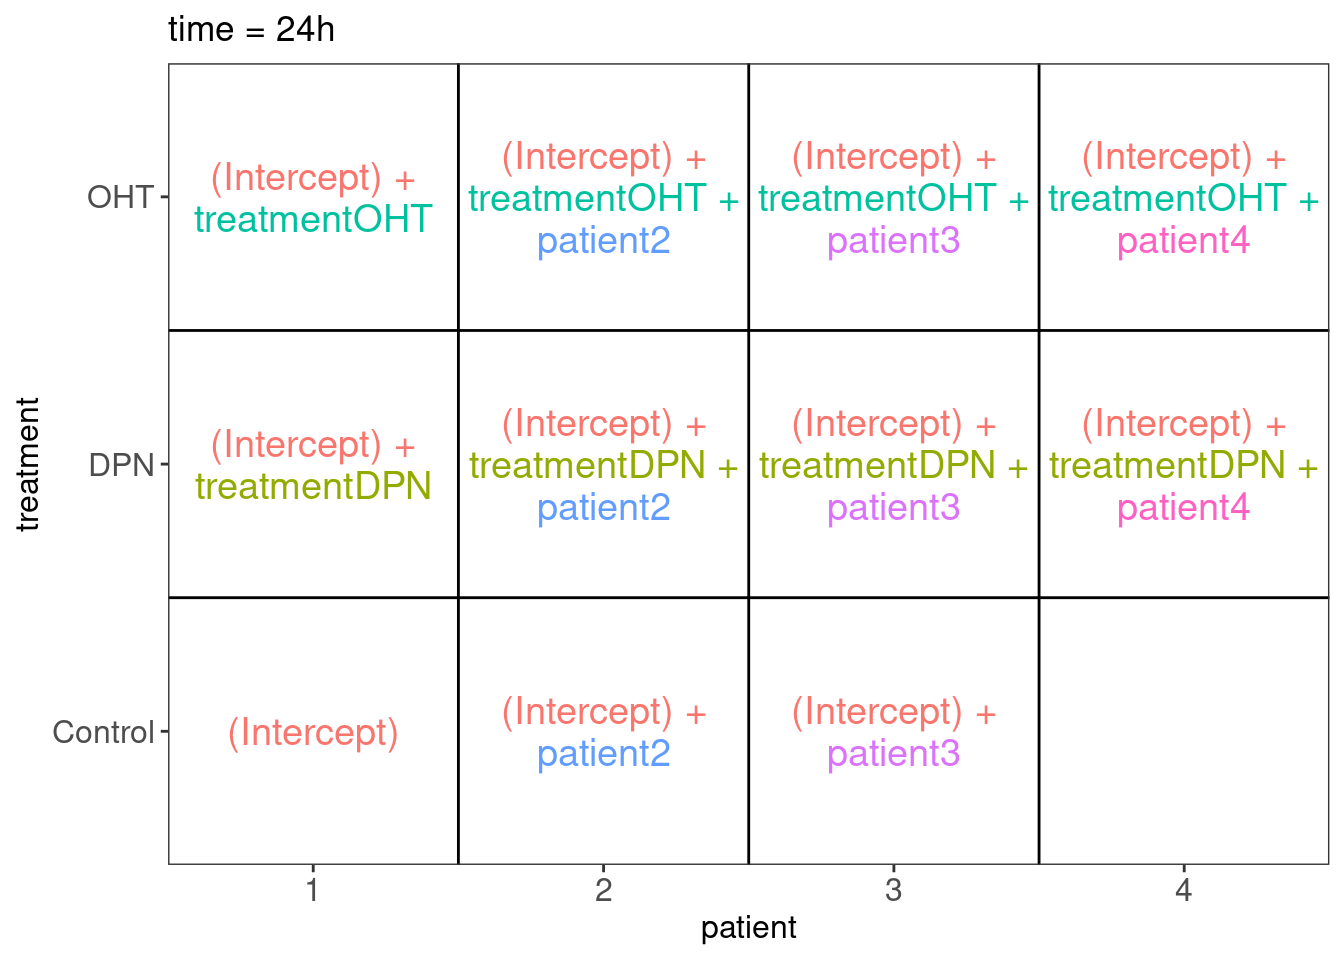 time = 24h
treatment
OHT
(Intercept) +
treatmentOHT
(Intercept) +
treatmentOHT +
patient2
(Intercept) +
treatmentOHT +
patient3
(Intercept) +
treatmentOHT +
patient4
DPN
(Intercept) +
treatmentDPN
(Intercept) +
treatmentDPN +
patient2
(Intercept) +
treatmentDPN +
patient3
(Intercept) +
treatmentDPN +
patient4
Control
(Intercept)
(Intercept) +
patient2
(Intercept) +
patient3
1
2
3
4
patient